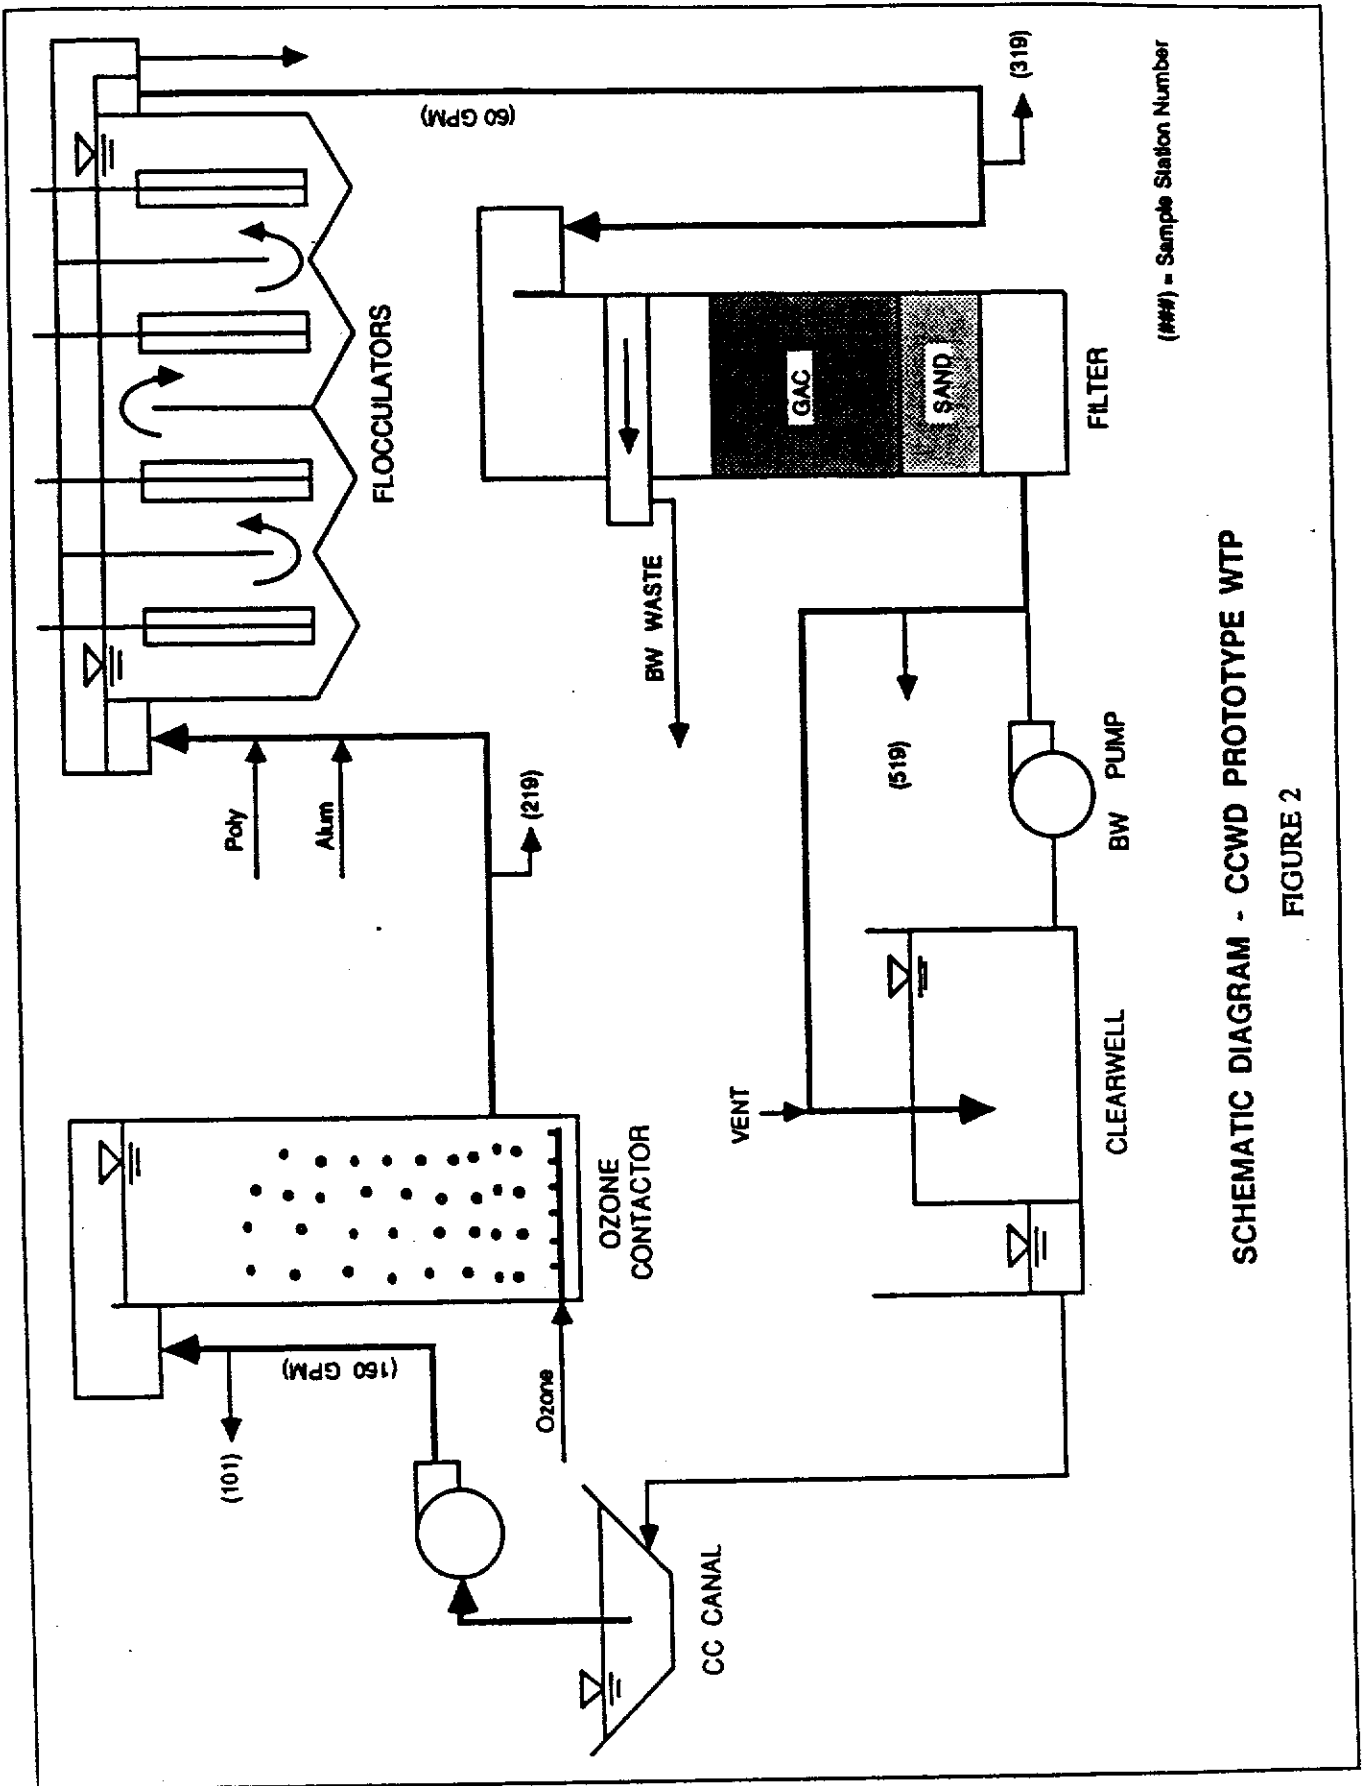 (101)
(160 GPM)
Ozone
OZONE
CONTACTOR
CC CANAL
(219)
Poly
Alum
FLOCCULATORS
(60 GPM)
(319)
BW WASTE
GAC
SAND
FILTER
(519)
BW PUMP
VENT
CLEARWELL
(###) = Sample Station Number
SCHEMATIC DIAGRAM - CCWD PROTOTYPE WTP
FIGURE 2